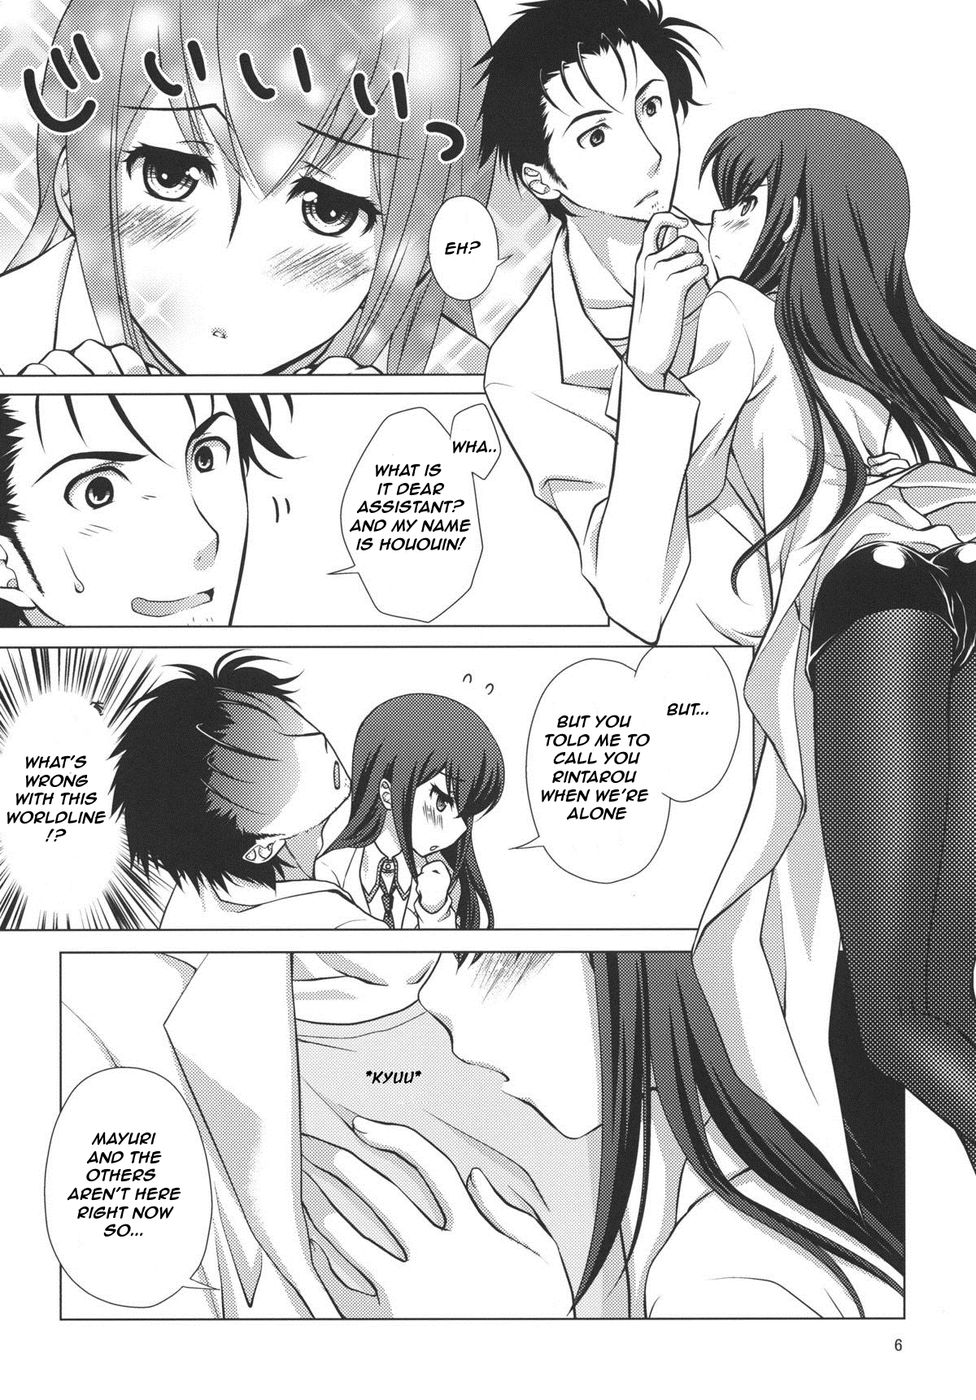 じいいいっ
EH?
WHA..
WHAT IS
IT DEAR
ASSISTANT?
AND MY NAME
IS HOUOUIN!
BUT...
BUT YOU
TOLD ME TO
CALL YOU
RINTAROU
WHEN WE'RE
ALONE
WHAT'S
WRONG
WITH THIS
WORLDLINE
!?
*KYUU*
MAYURI
AND THE
OTHERS
AREN'T HERE
RIGHT NOW
SO...
6